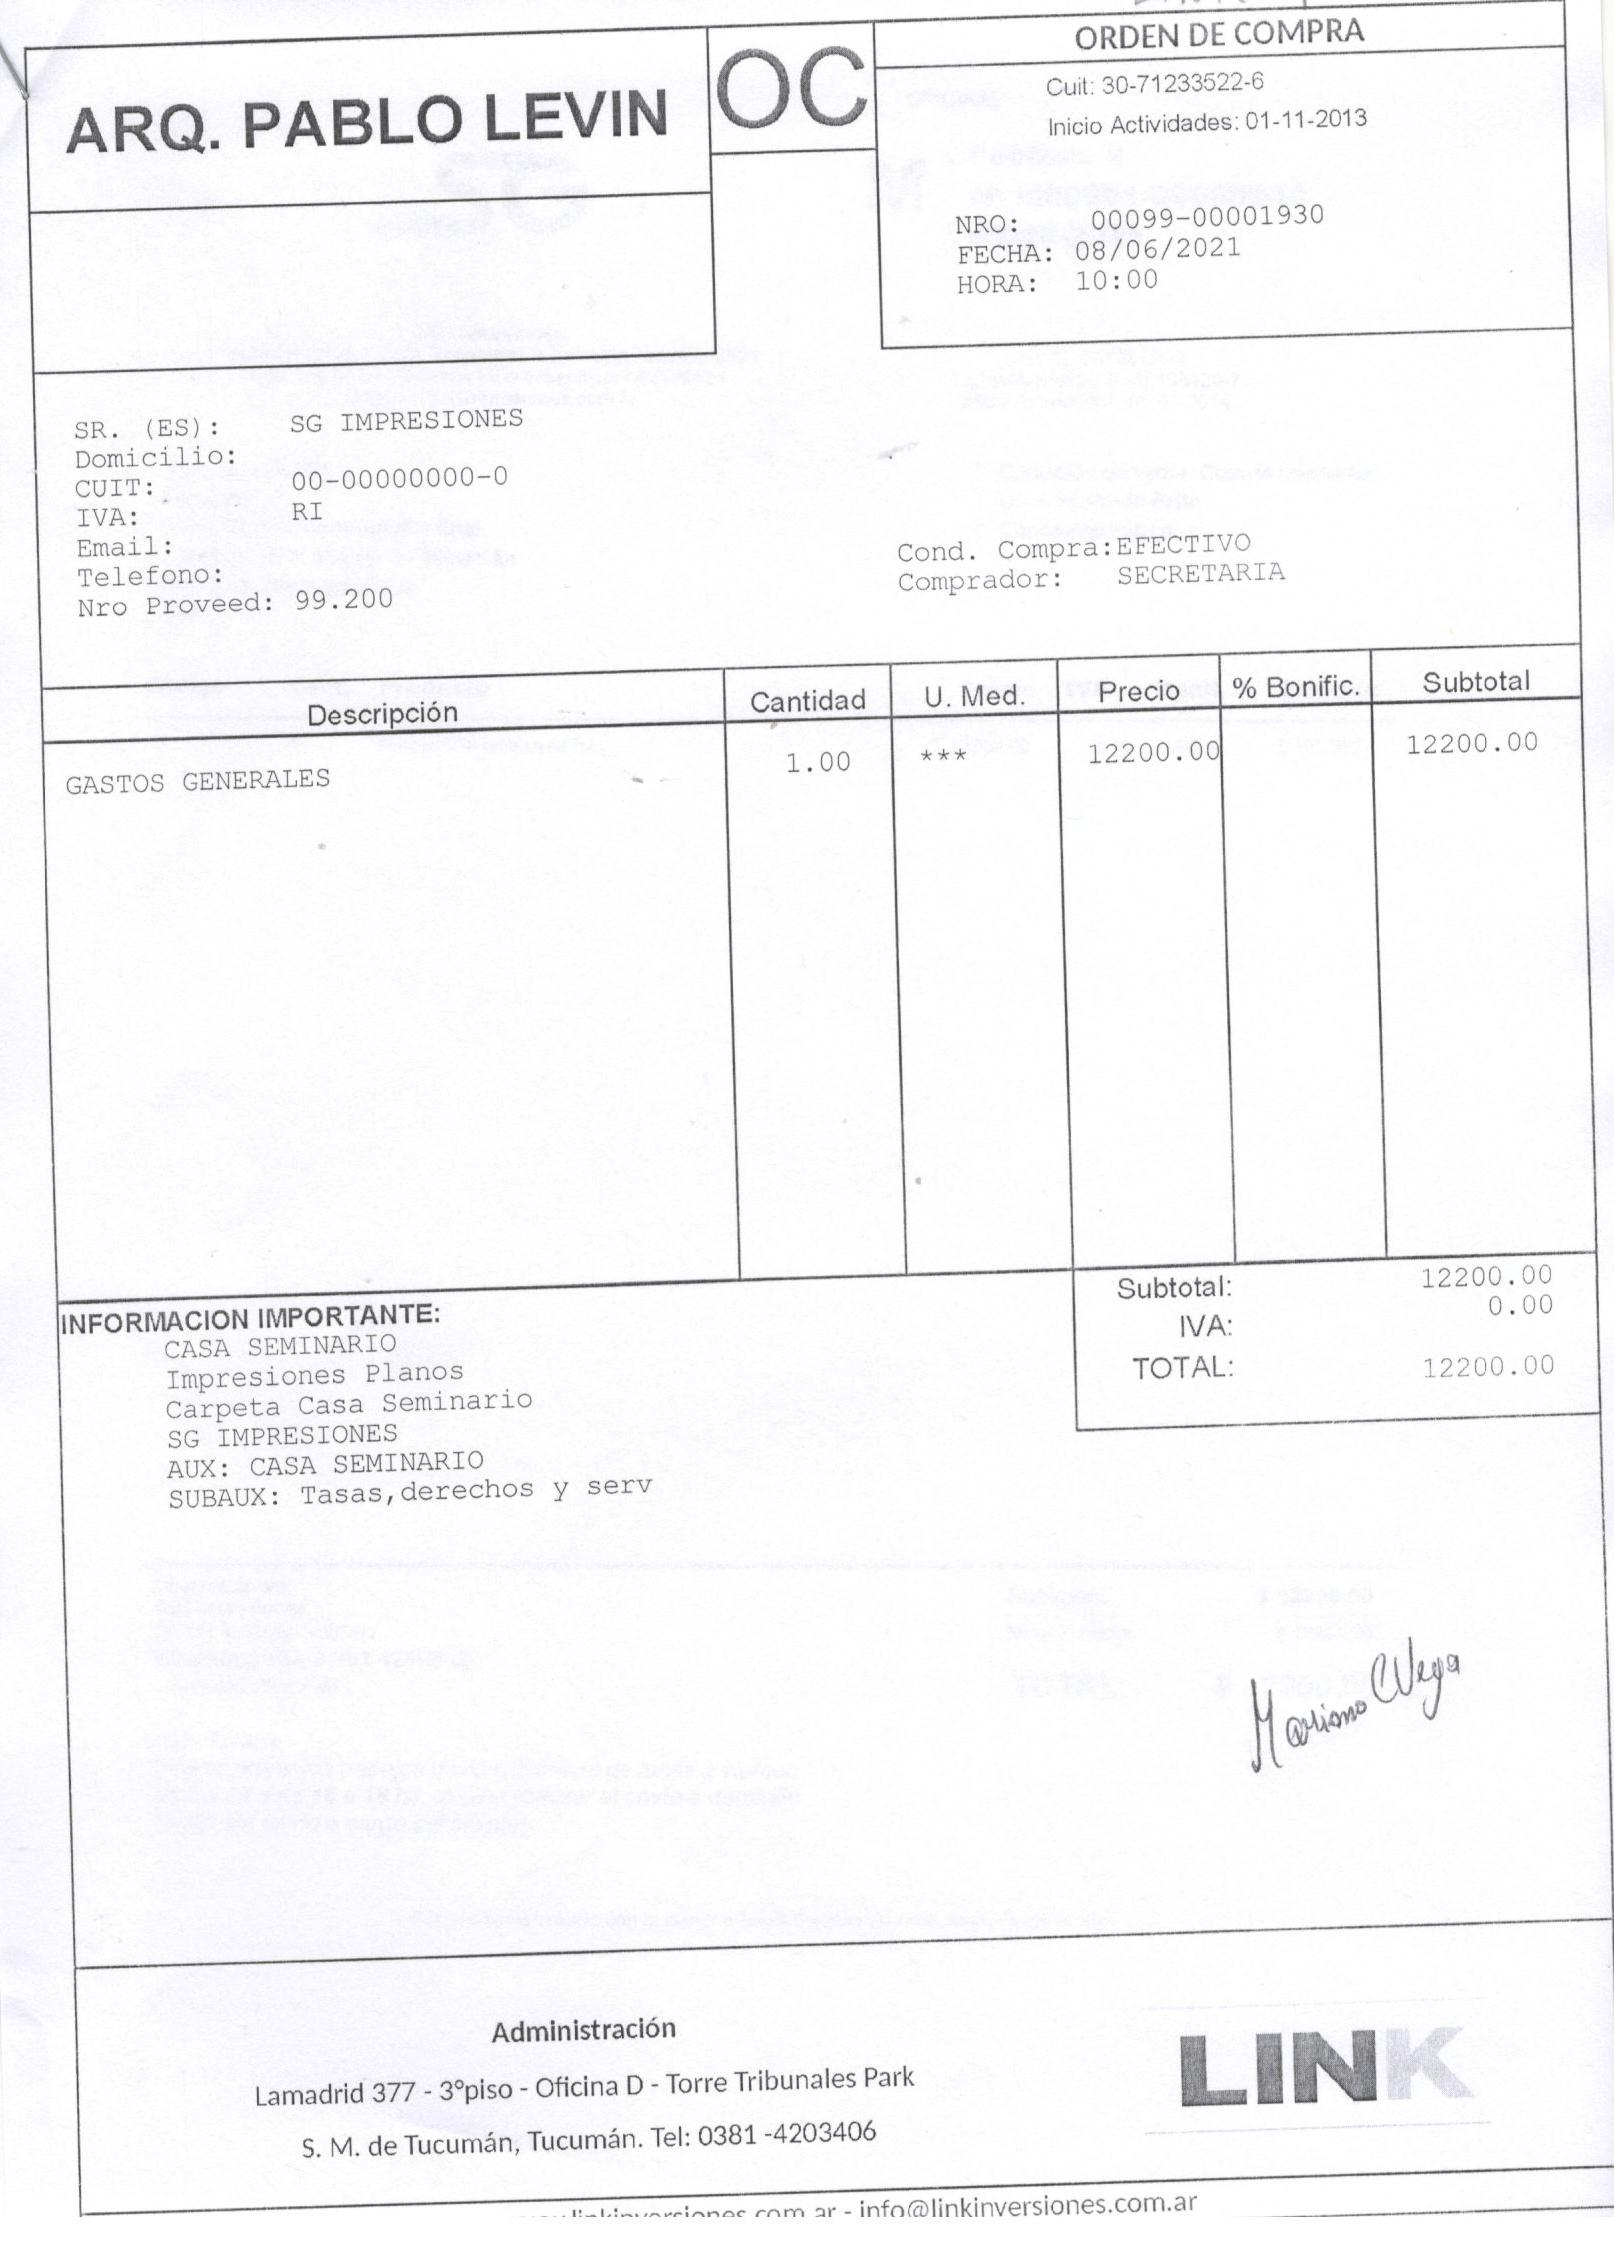 ORDEN DE COMPRA
ARQ. PABLO LEVIN
OC
Cuit: 30-71233522-6
Inicio Actividades: 01-11-2013
NRO: 00099-00001930
FECHA: 08/06/2021
HORA: 10:00
SR. (ES): SG IMPRESIONES
Domicilio:
CUIT: 00-00000000-0
IVA: RI
Email:
Telefono:
Nro Proveed: 99.200
Cond. Compra:EFECTIVO
Comprador: SECRETARIA
Descripción Cantidad U. Med. Precio % Bonific. Subtotal
GASTOS GENERALES 1.00 *** 12200.00 12200.00
Subtotal: 12200.00
IVA: 0.00
TOTAL: 12200.00
INFORMACION IMPORTANTE:
CASA SEMINARIO
Impresiones Planos
Carpeta Casa Seminario
SG IMPRESIONES
AUX: CASA SEMINARIO
SUBAUX: Tasas,derechos y serv
Mariano Vega
Administración
Lamadrid 377 - 3°piso - Oficina D - Torre Tribunales Park
S. M. de Tucumán, Tucumán. Tel: 0381 -4203406
LINK
linkinversiones.com.ar - info@linkinversiones.com.ar